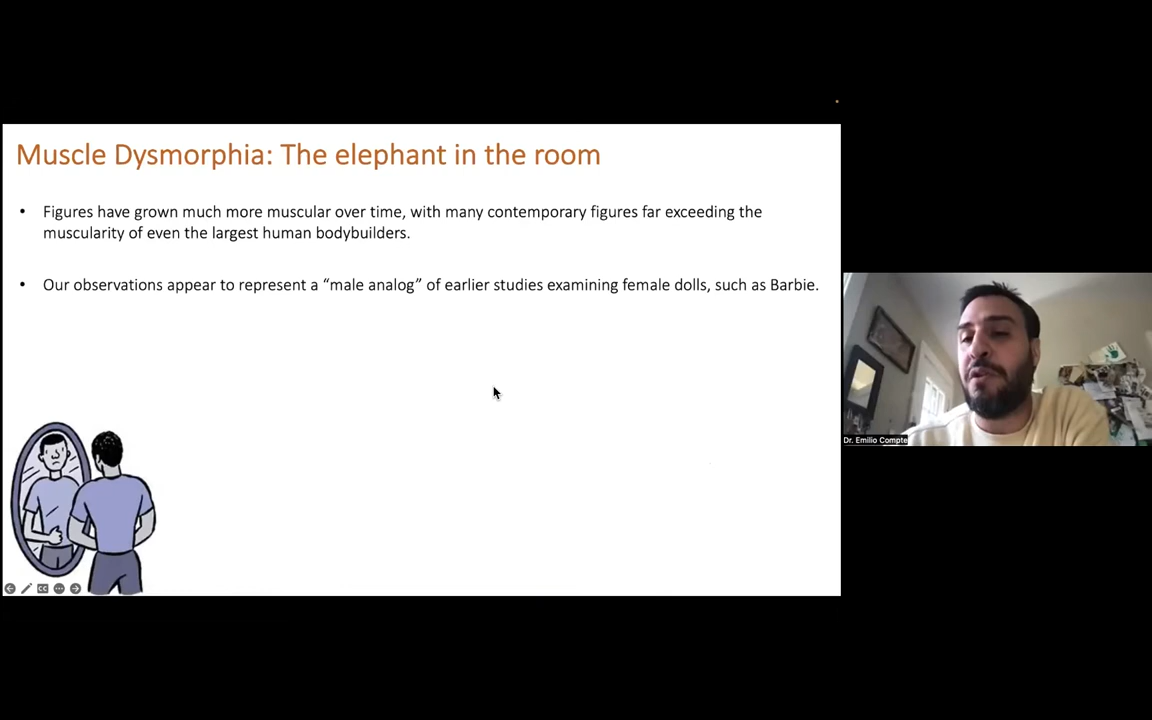 Muscle Dysmorphia: The elephant in the room
• Figures have grown much more muscular over time, with many contemporary figures far exceeding the
muscularity of even the largest human bodybuilders.
• Our observations appear to represent a “male analog” of earlier studies examining female dolls, such as Barbie.
Dr. Emilio Compte
CC